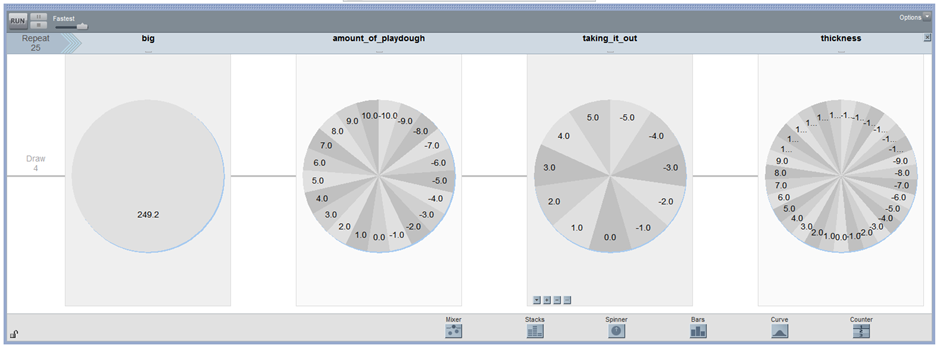 RUN
Fastest
Options
Repeat
25
big
...
amount_of_playdough
...
taking_it_out
...
thickness
...
Draw
4
249.2
10.0 -10.0
9.0 -9.0
8.0 -8.0
7.0 -7.0
6.0 -6.0
5.0 -5.0
4.0 -4.0
3.0 -3.0
2.0 -2.0
1.0 0.0 -1.0
5.0 -5.0
4.0 -4.0
3.0 -3.0
2.0 -2.0
1.0 -1.0
0.0
1... -1...
1... -1...
1... -1...
1... -1...
1... -1...
9.0 -9.0
8.0 -8.0
7.0 -7.0
6.0 -6.0
5.0 -5.0
4.0 -4.0
3.0 -3.0
2.0 -2.0
1.0 0.0 -1.0
Mixer
Stacks
Spinner
Bars
Curve
Counter